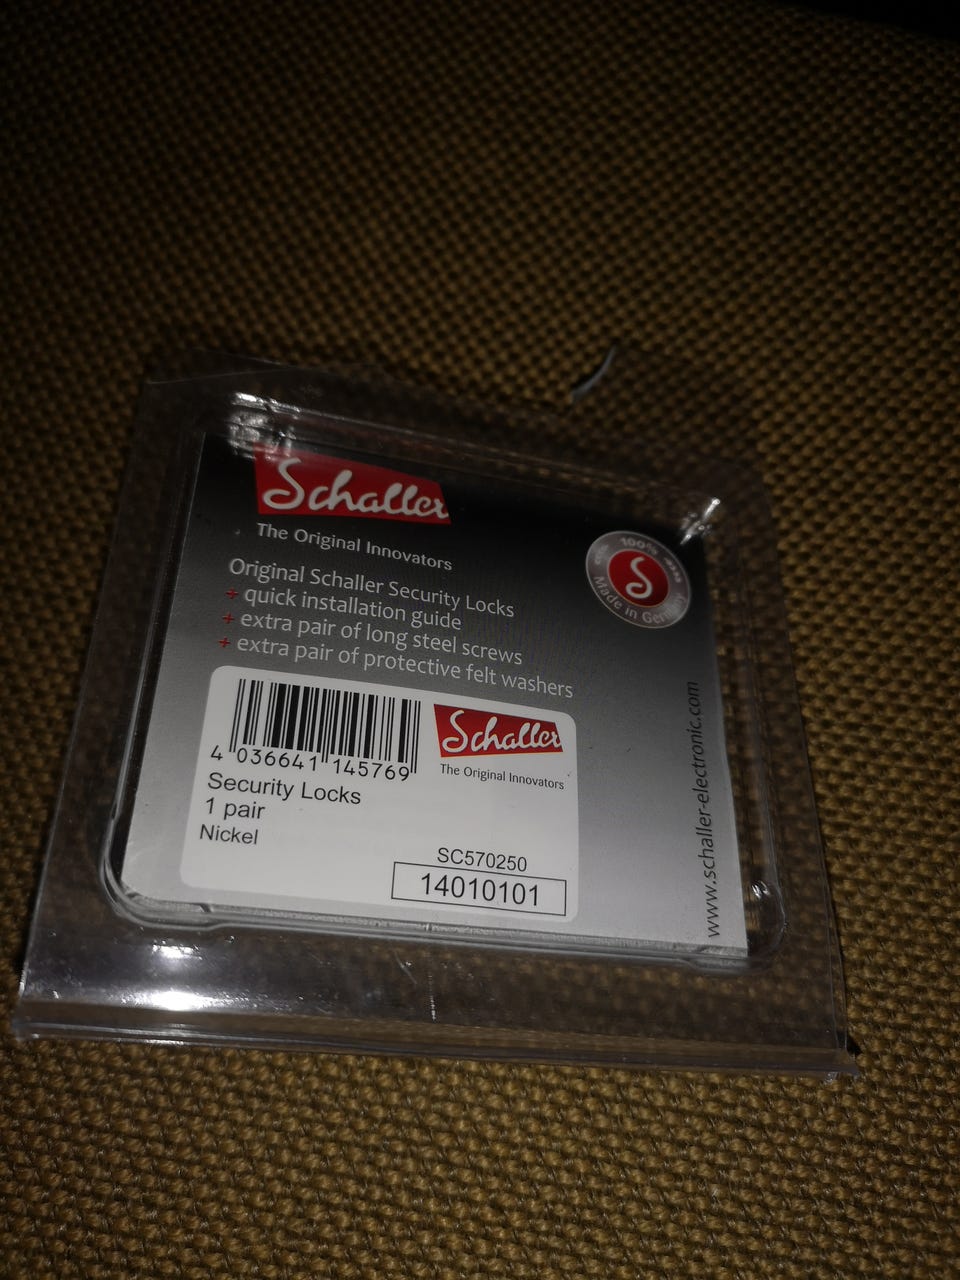 Schaller
The Original Innovators
Original Schaller Security Locks
+ quick installation guide
+ extra pair of long steel screws
+ extra pair of protective felt washers
100%
S
Made in Germany
4 036641 145769
Schaller
The Original Innovators
Security Locks
1 pair
Nickel
SC570250
14010101
www.schaller-electronic.com